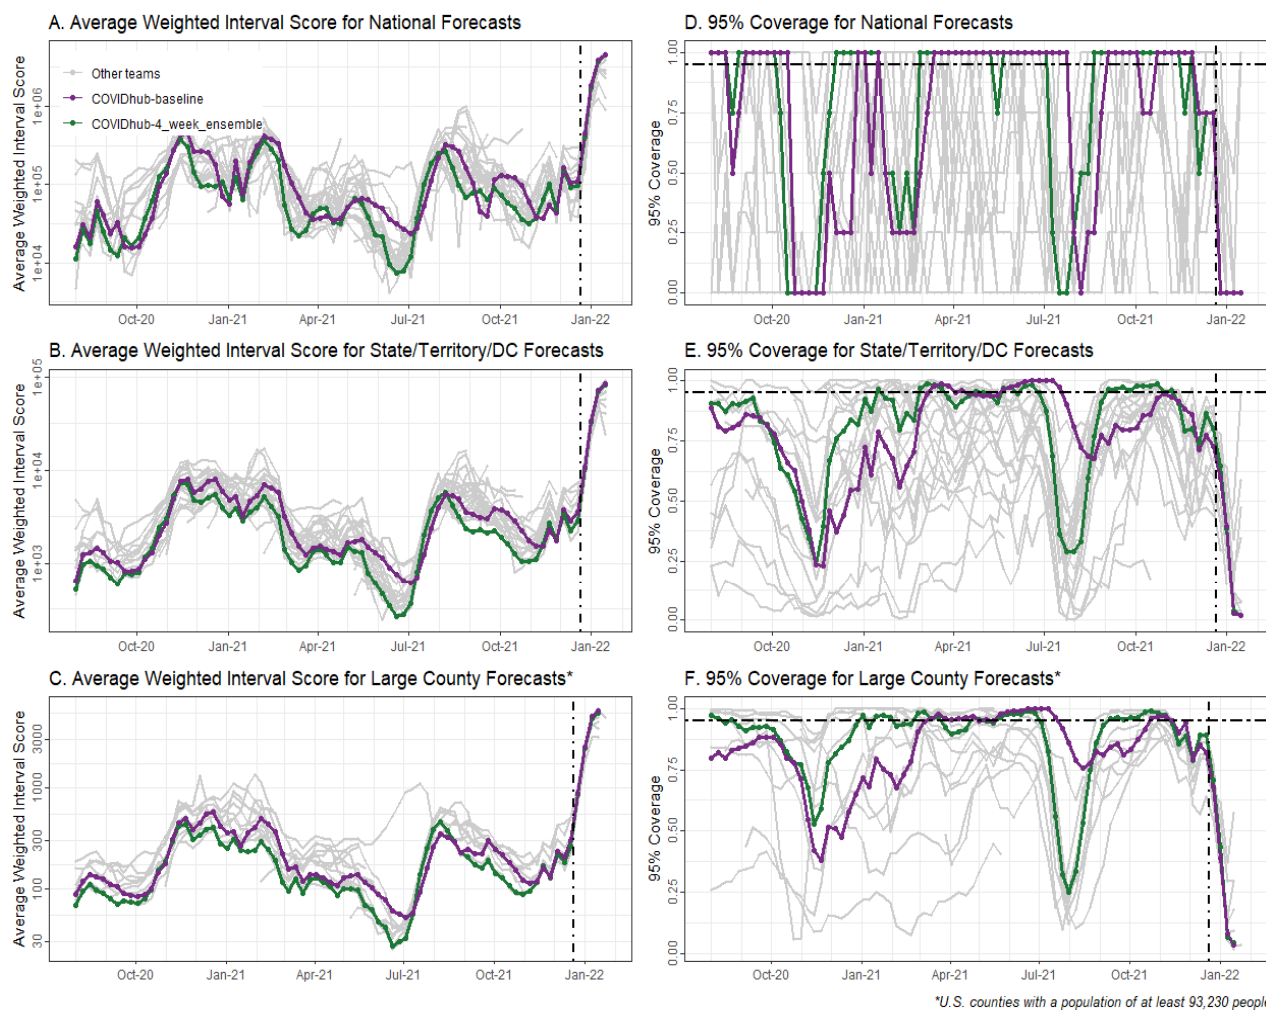 A. Average Weighted Interval Score for National Forecasts
Average Weighted Interval Score
1e+06
1e+05
1e+04
Other teams
COVIDhub-baseline
COVIDhub-4_week_ensemble
Oct-20 Jan-21 Apr-21 Jul-21 Oct-21 Jan-22
D. 95% Coverage for National Forecasts
95% Coverage
1.00
0.75
0.50
0.25
0.00
Oct-20 Jan-21 Apr-21 Jul-21 Oct-21 Jan-22
B. Average Weighted Interval Score for State/Territory/DC Forecasts
Average Weighted Interval Score
1e+05
1e+04
1e+03
Oct-20 Jan-21 Apr-21 Jul-21 Oct-21 Jan-22
E. 95% Coverage for State/Territory/DC Forecasts
95% Coverage
1.00
0.75
0.50
0.25
0.00
Oct-20 Jan-21 Apr-21 Jul-21 Oct-21 Jan-22
C. Average Weighted Interval Score for Large County Forecasts*
Average Weighted Interval Score
3000
1000
300
100
30
Oct-20 Jan-21 Apr-21 Jul-21 Oct-21 Jan-22
F. 95% Coverage for Large County Forecasts*
95% Coverage
1.00
0.75
0.50
0.25
0.00
Oct-20 Jan-21 Apr-21 Jul-21 Oct-21 Jan-22
*U.S. counties with a population of at least 93,230 people